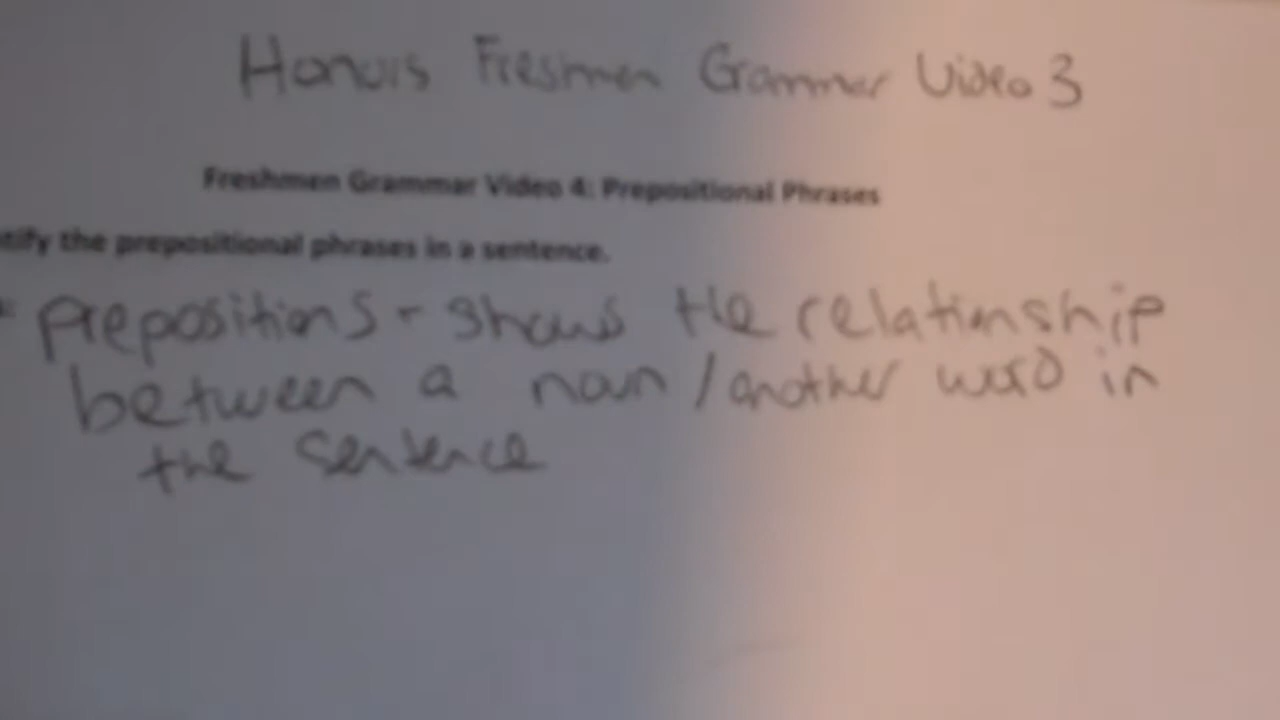 Honors Freshmen Grammar Video 3
Freshmen Grammar Video 4: Prepositional Phrases
tify the prepositional phrases in a sentence.
prepositions - shows the relationship
between a noun / another word in
the sentence